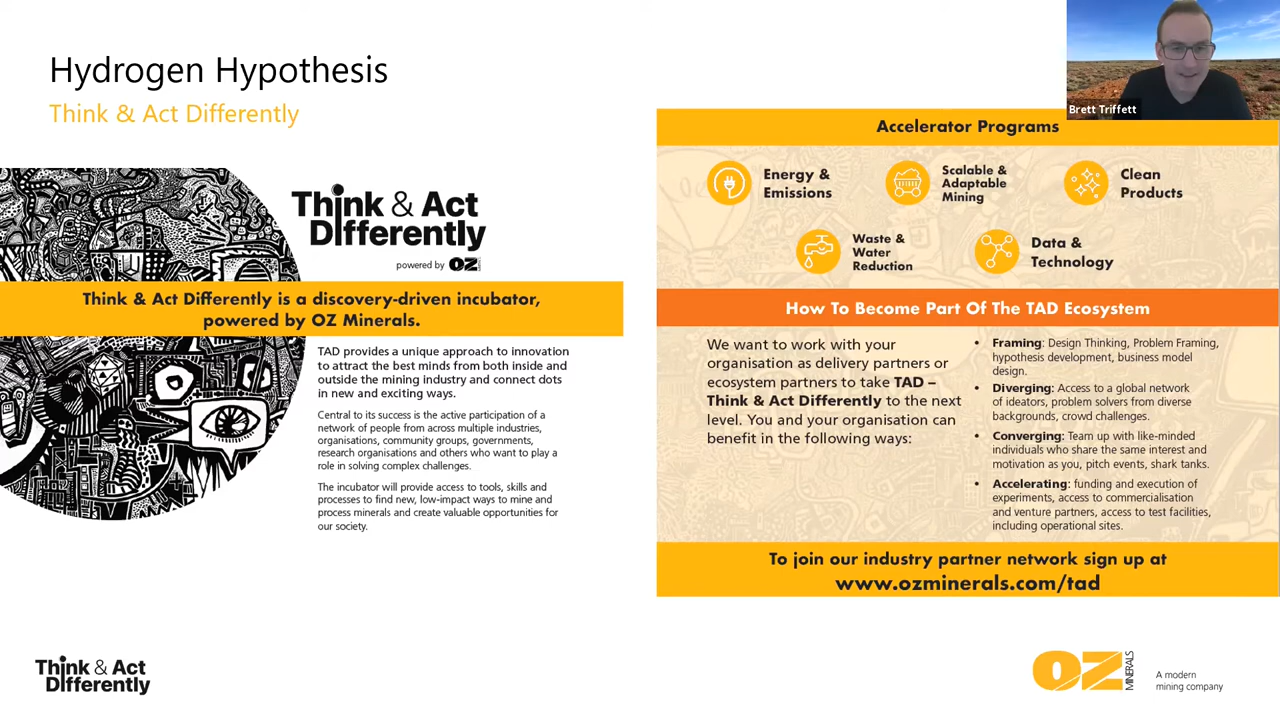 Hydrogen Hypothesis
Think & Act Differently
Brett Triffett
Think & Act
Differently
powered by OZ MINERALS
Think & Act Differently is a discovery-driven incubator,
powered by OZ Minerals.
TAD provides a unique approach to innovation
to attract the best minds from both inside and
outside the mining industry and connect dots
in new and exciting ways.
Central to its success is the active participation of a
network of people from across multiple industries,
organisations, community groups, governments,
research organisations and others who want to play a
role in solving complex challenges.
The incubator will provide access to tools, skills and
processes to find new, low-impact ways to mine and
process minerals and create valuable opportunities for
our society.
Accelerator Programs
Energy &
Emissions
Scalable &
Adaptable
Mining
Clean
Products
Waste &
Water
Reduction
Data &
Technology
How To Become Part Of The TAD Ecosystem
We want to work with your
organisation as delivery partners or
ecosystem partners to take TAD –
Think & Act Differently to the next
level. You and your organisation can
benefit in the following ways:
• Framing: Design Thinking, Problem Framing,
hypothesis development, business model
design.
• Diverging: Access to a global network
of ideators, problem solvers from diverse
backgrounds, crowd challenges.
• Converging: Team up with like-minded
individuals who share the same interest and
motivation as you, pitch events, shark tanks.
• Accelerating: funding and execution of
experiments, access to commercialisation
and venture partners, access to test facilities,
including operational sites.
To join our industry partner network sign up at
www.ozminerals.com/tad
Think & Act
Differently
OZ MINERALS
A modern
mining company